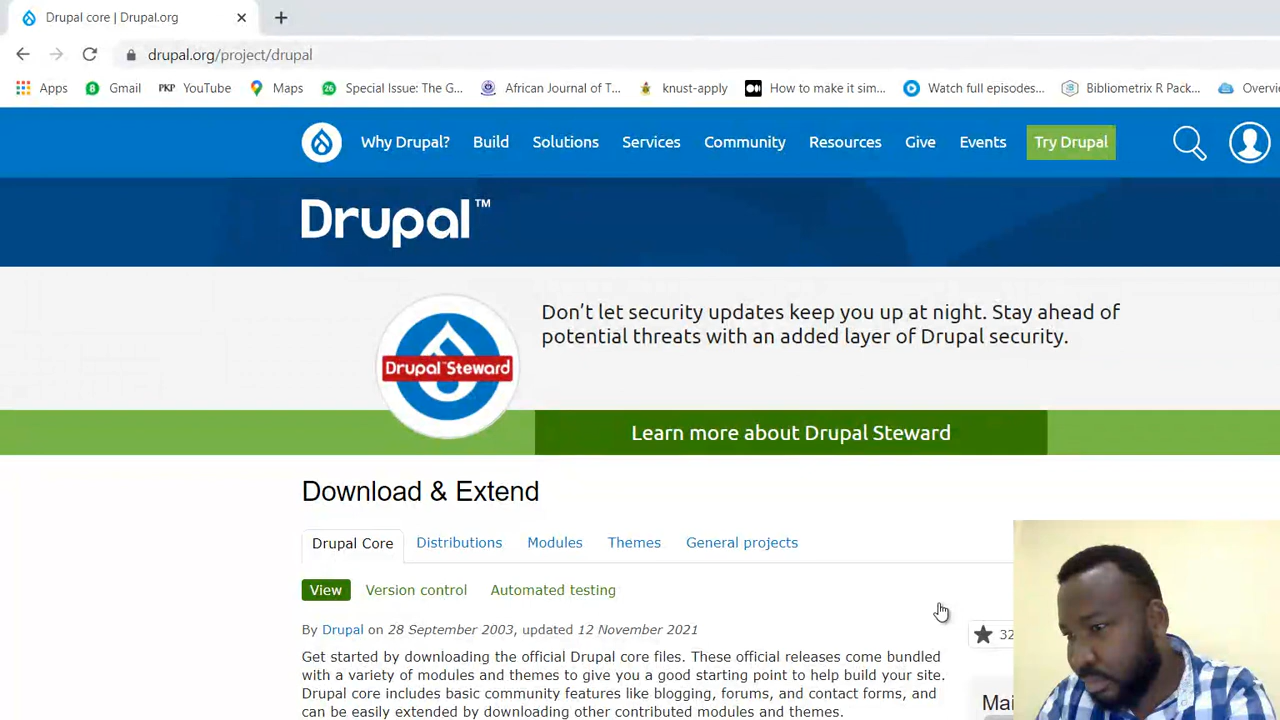 Drupal core | Drupal.org
drupal.org/project/drupal
Apps Gmail PKP YouTube Maps 26 Special Issue: The G... African Journal of T... knust-apply How to make it sim... Watch full episodes... Bibliometrix R Pack... Overvi
Why Drupal? Build Solutions Services Community Resources Give Events Try Drupal
Drupal™
Don’t let security updates keep you up at night. Stay ahead of
potential threats with an added layer of Drupal security.
Drupal™Steward
Learn more about Drupal Steward
Download & Extend
Drupal Core Distributions Modules Themes General projects
View Version control Automated testing
By Drupal on 28 September 2003, updated 12 November 2021
32
Get started by downloading the official Drupal core files. These official releases come bundled
with a variety of modules and themes to give you a good starting point to help build your site.
Drupal core includes basic community features like blogging, forums, and contact forms, and
can be easily extended by downloading other contributed modules and themes.
Mai